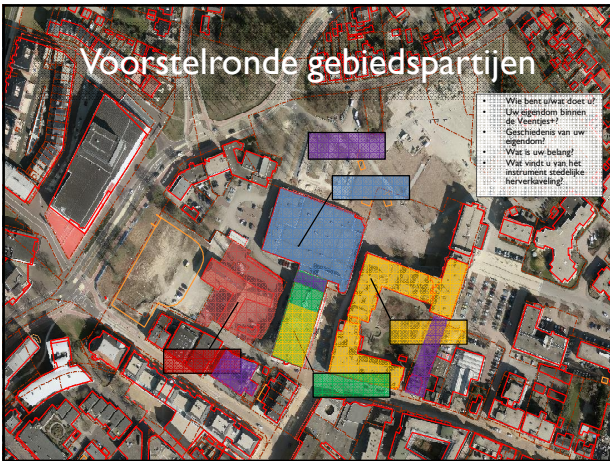 Voorstelronde gebiedspartijen
• Wie bent u/wat doet u?
• Uw eigendom binnen
de Veentjes+?
• Geschiedenis van uw
eigendom?
• Wat is uw belang?
• Wat vindt u van het
instrument stedelijke
herverkaveling?